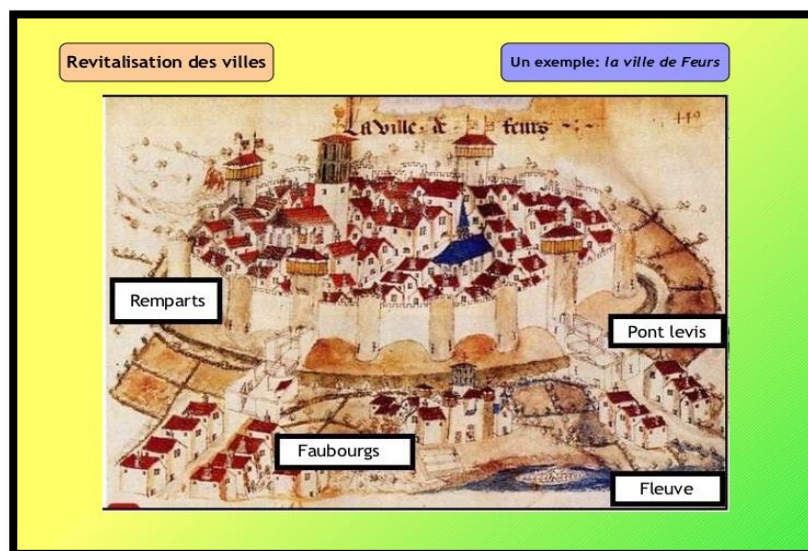 Revitalisation des villes
Un exemple: la ville de Feurs
La ville de feurs
Remparts
Pont levis
Faubourgs
Fleuve